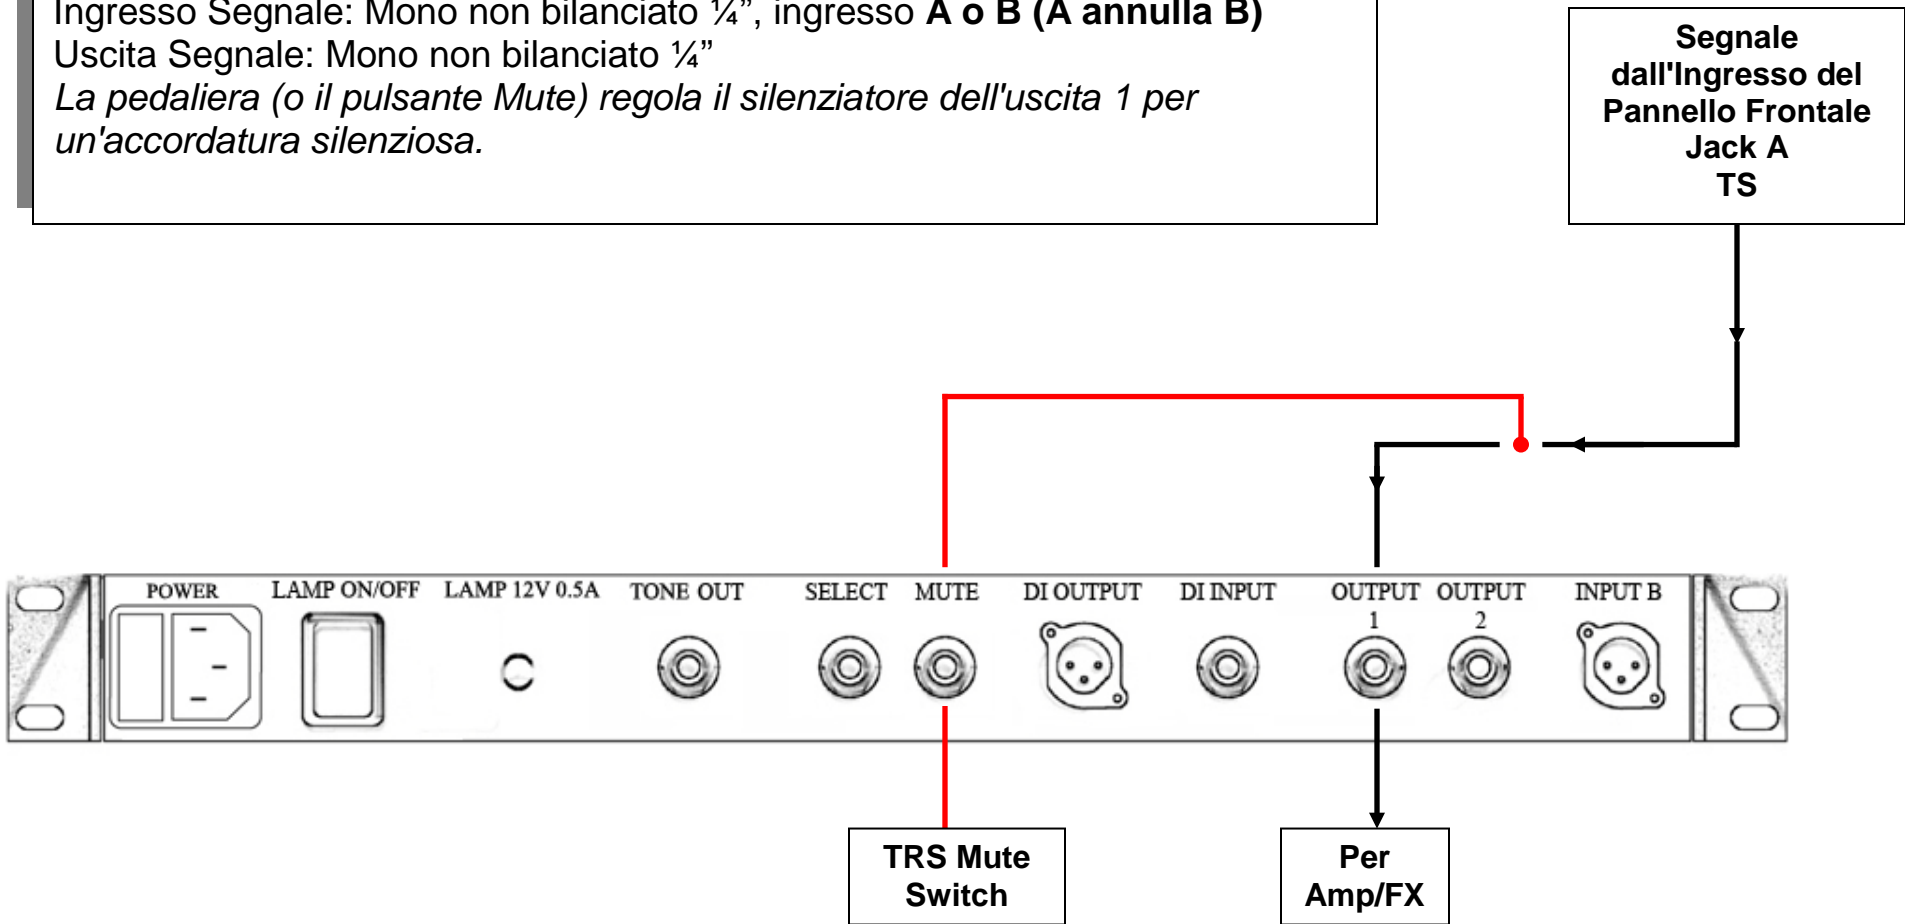 Ingresso Segnale: Mono non bilanciato ¼”, ingresso A o B (A annulla B)
Uscita Segnale: Mono non bilanciato ¼”
La pedaliera (o il pulsante Mute) regola il silenziatore dell'uscita 1 per
un'accordatura silenziosa.
Segnale
dall'Ingresso del
Pannello Frontale
Jack A
TS
POWER
LAMP ON/OFF
LAMP 12V 0.5A
TONE OUT
SELECT
MUTE
DI OUTPUT
DI INPUT
OUTPUT
1
OUTPUT
2
INPUT B
TRS Mute
Switch
Per
Amp/FX